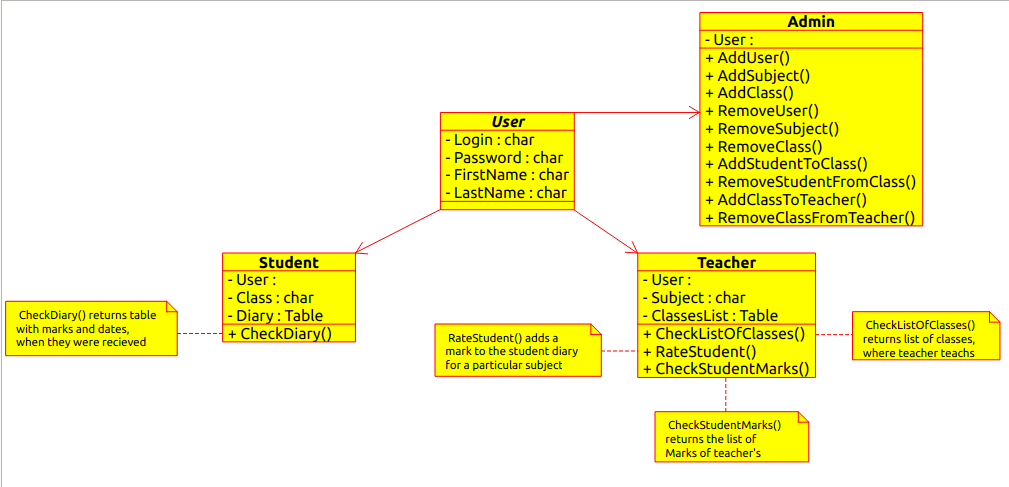 Admin
- User :
+ AddUser()
+ AddSubject()
+ AddClass()
+ RemoveUser()
+ RemoveSubject()
+ RemoveClass()
+ AddStudentToClass()
+ RemoveStudentFromClass()
+ AddClassToTeacher()
+ RemoveClassFromTeacher()
User
- Login : char
- Password : char
- FirstName : char
- LastName : char
Student
- User :
- Class : char
- Diary : Table
+ CheckDiary()
CheckDiary() returns table
with marks and dates,
when they were recieved
Teacher
- User :
- Subject : char
- ClassesList : Table
+ CheckListOfClasses()
+ RateStudent()
+ CheckStudentMarks()
RateStudent() adds a
mark to the student diary
for a particular subject
CheckListOfClasses()
returns list of classes,
where teacher teachs
CheckStudentMarks()
returns the list of
Marks of teacher's